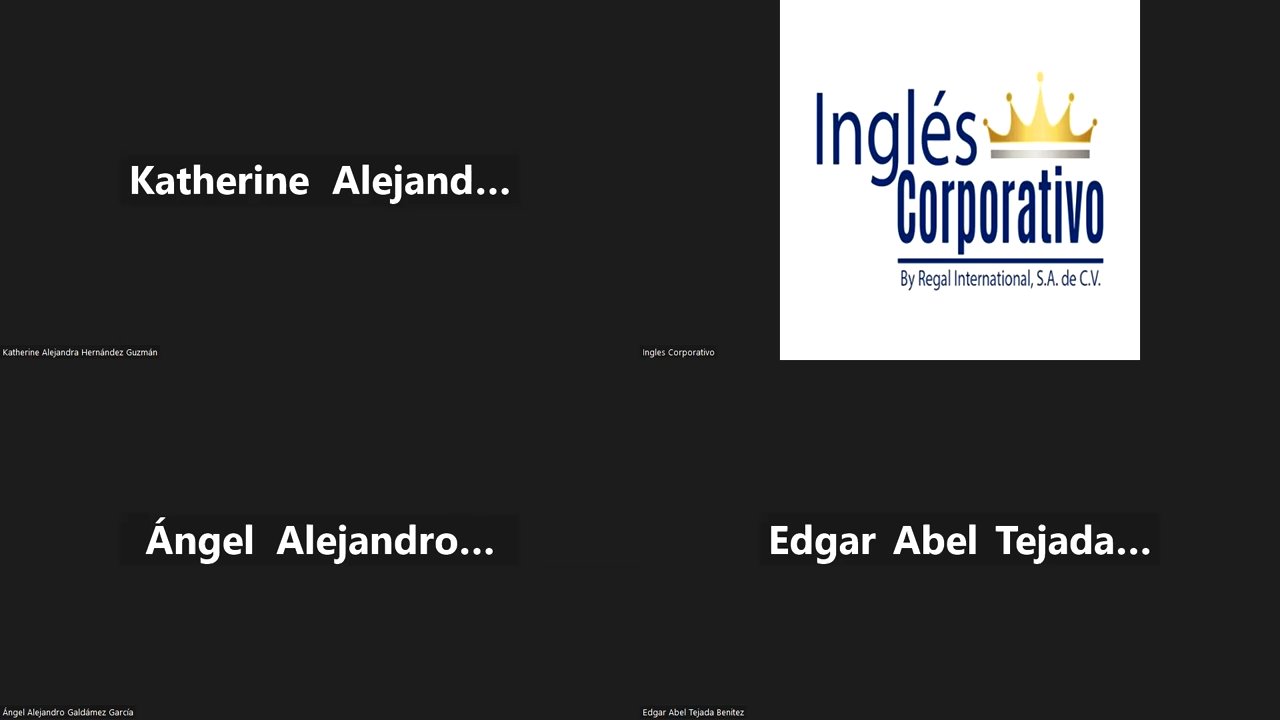 Katherine Alejand...
Katherine Alejandra Hernández Guzmán
Inglés
Corporativo
By Regal International, S.A. de C.V.
Ingles Corporativo
Ángel Alejandro...
Ángel Alejandro Galdámez García
Edgar Abel Tejada...
Edgar Abel Tejada Benitez